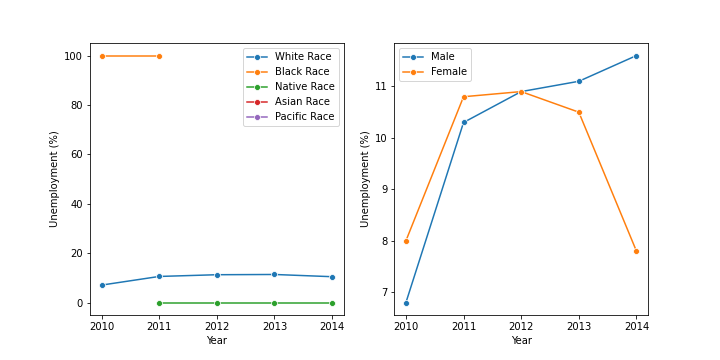 Unemployment (%)
100
80
60
40
20
0
White Race
Black Race
Native Race
Asian Race
Pacific Race
2010 2011 2012 2013 2014
Year
Unemployment (%)
11
10
9
8
7
Male
Female
2010 2011 2012 2013 2014
Year